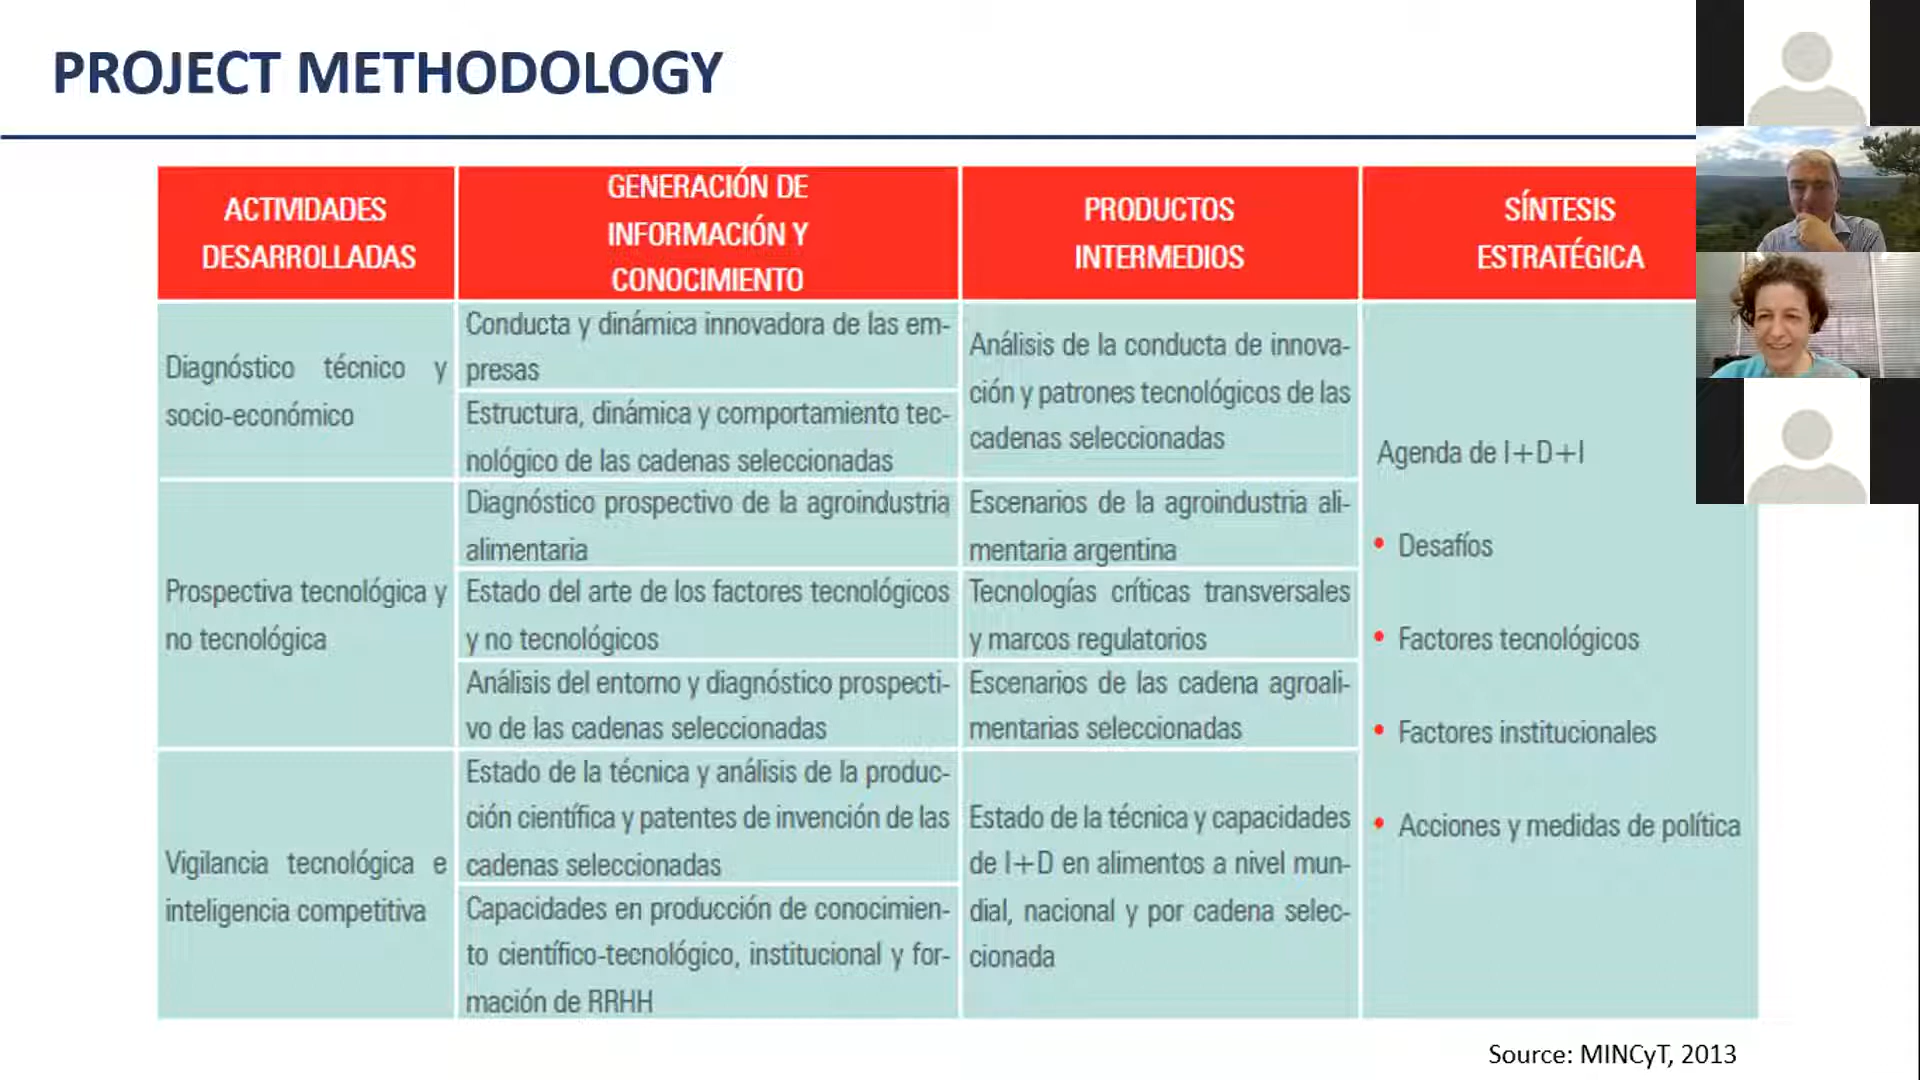 PROJECT METHODOLOGY
ACTIVIDADES
DESARROLLADAS
GENERACIÓN DE
INFORMACIÓN Y
CONOCIMIENTO
PRODUCTOS
INTERMEDIOS
SÍNTESIS
ESTRATÉGICA
Diagnóstico técnico y
socio-económico
Conducta y dinámica innovadora de las em-
presas
Estructura, dinámica y comportamiento tec-
nológico de las cadenas seleccionadas
Análisis de la conducta de innova-
ción y patrones tecnológicos de las
cadenas seleccionadas
Prospectiva tecnológica y
no tecnológica
Diagnóstico prospectivo de la agroindustria
alimentaria
Escenarios de la agroindustria ali-
mentaria argentina
Estado del arte de los factores tecnológicos
y no tecnológicos
Tecnologías críticas transversales
y marcos regulatorios
Análisis del entorno y diagnóstico prospecti-
vo de las cadenas seleccionadas
Escenarios de las cadena agroali-
mentarias seleccionadas
Vigilancia tecnológica e
inteligencia competitiva
Estado de la técnica y análisis de la produc-
ción científica y patentes de invención de las
cadenas seleccionadas
Capacidades en producción de conocimien-
to científico-tecnológico, institucional y for-
mación de RRHH
Estado de la técnica y capacidades
de I+D en alimentos a nivel mun-
dial, nacional y por cadena selec-
cionada
Agenda de I+D+I
• Desafíos
• Factores tecnológicos
• Factores institucionales
• Acciones y medidas de política
Source: MINCyT, 2013